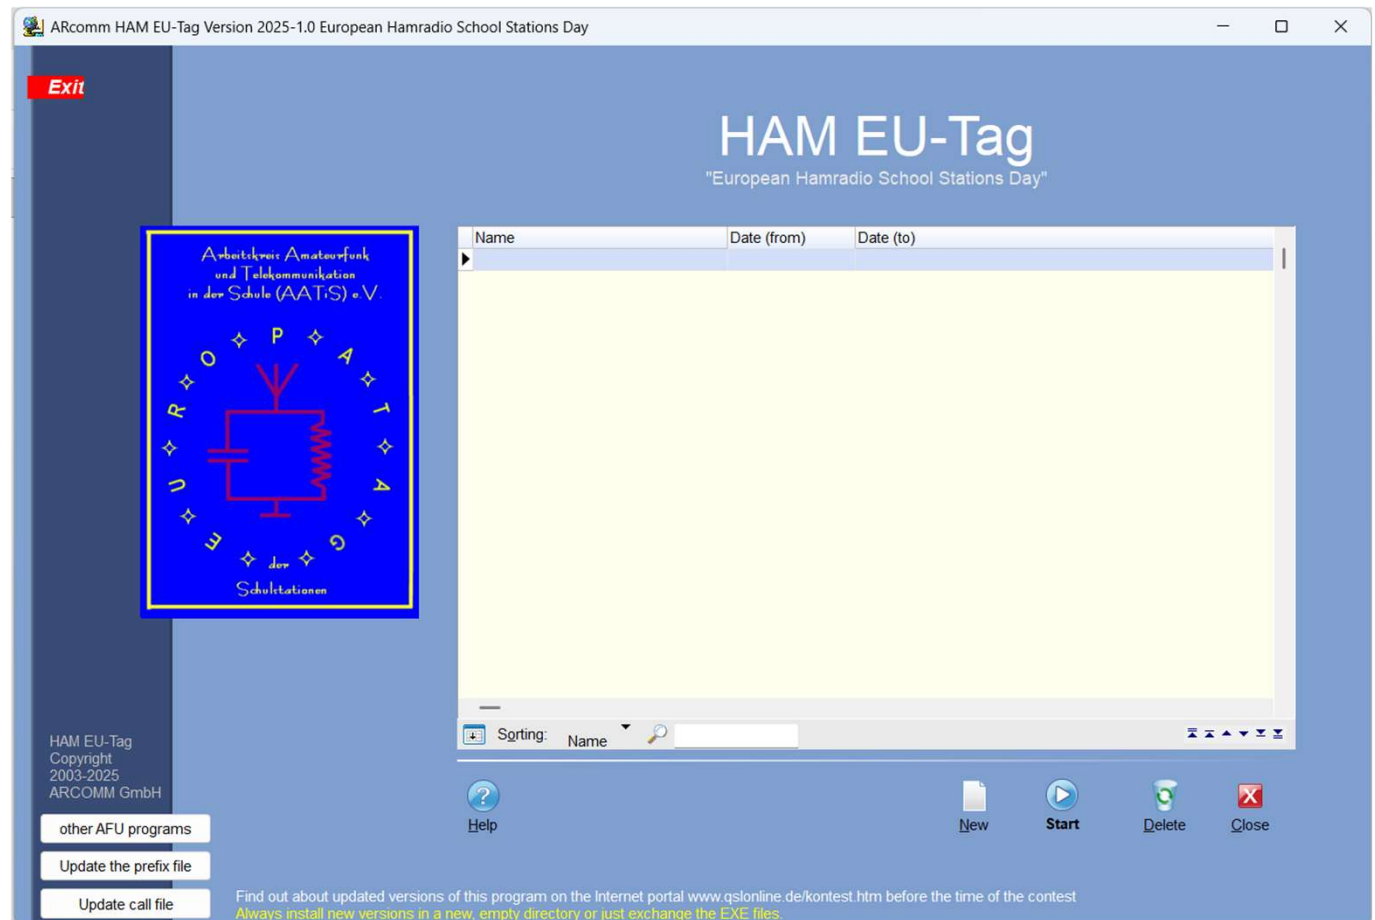 ARcomm HAM EU-Tag Version 2025-1.0 European Hamradio School Stations Day
Exit
HAM EU-Tag
"European Hamradio School Stations Day"
Arbeitskreis Amateurfunk
und Telekommunikation
in der Schule (AATiS) e.V.
EUROPATAG
der
Schulstationen
Name Date (from) Date (to)
Sorting: Name
HAM EU-Tag
Copyright
2003-2025
ARCOMM GmbH
Help New Start Delete Close
other AFU programs
Update the prefix file
Update call file
Find out about updated versions of this program on the Internet portal www.qslonline.de/kontest.htm before the time of the contest
Always install new versions in a new, empty directory or just exchange the EXE files.